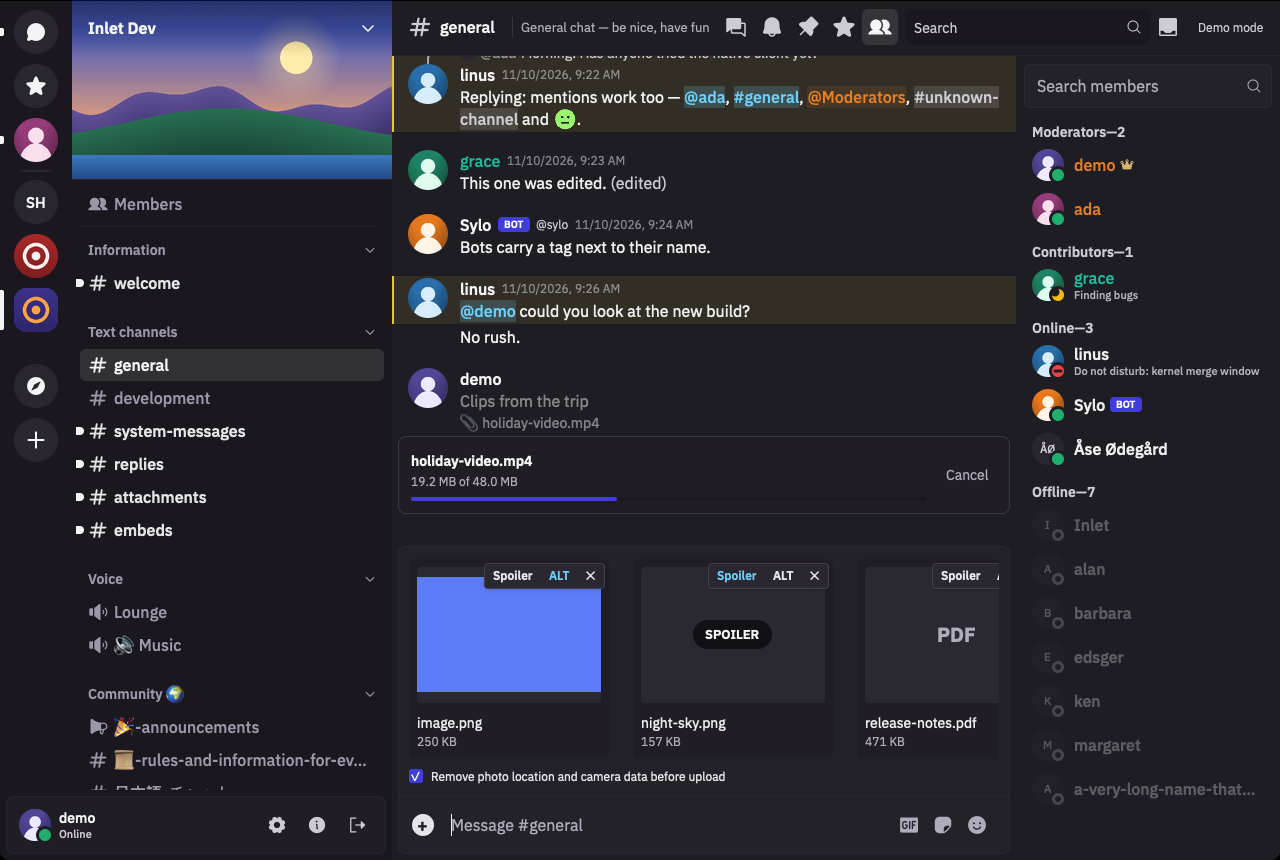 SH
Inlet Dev
Members
Information
welcome
Text channels
general
development
system-messages
replies
attachments
embeds
Voice
Lounge
Music
Community
-announcements
-rules-and-information-for-ev...
demo
Online
# general
General chat — be nice, have fun
Search
Demo mode
linus 11/10/2026, 9:22 AM
Replying: mentions work too — @ada, #general, @Moderators, #unknown-
channel and .
grace 11/10/2026, 9:23 AM
This one was edited. (edited)
Sylo BOT @sylo 11/10/2026, 9:24 AM
Bots carry a tag next to their name.
linus 11/10/2026, 9:26 AM
@demo could you look at the new build?
No rush.
demo
Clips from the trip
holiday-video.mp4
holiday-video.mp4
19.2 MB of 48.0 MB
Cancel
Spoiler ALT
image.png
250 KB
Spoiler ALT
SPOILER
night-sky.png
157 KB
Spoiler
PDF
release-notes.pdf
471 KB
Remove photo location and camera data before upload
Message #general
GIF
Search members
Moderators—2
demo
ada
Contributors—1
grace
Finding bugs
Online—3
linus
Do not disturb: kernel merge window
Sylo BOT
ÅØ
Åse Ødegård
Offline—7
I
Inlet
A
alan
B
barbara
E
edsger
K
ken
M
margaret
A
a-very-long-name-that...